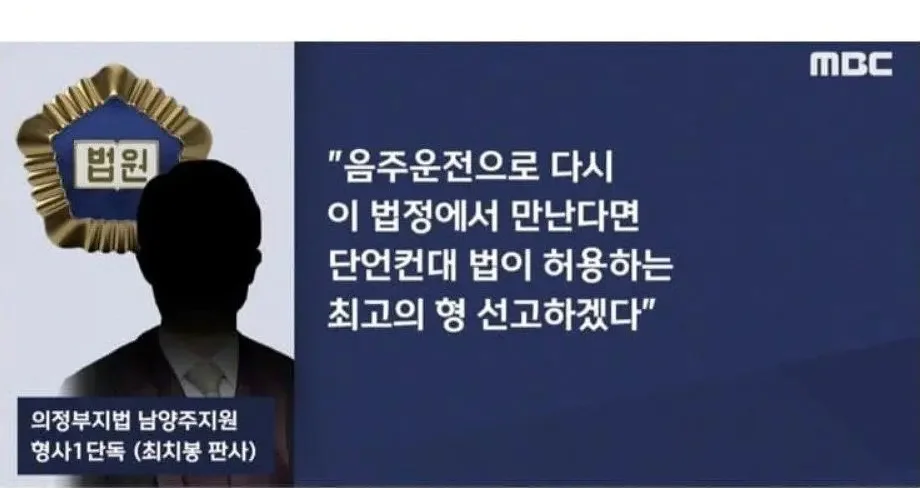 MBC
법원
"음주운전으로 다시
이 법정에서 만난다면
단언컨대 법이 허용하는
최고의 형 선고하겠다"
의정부지법 남양주지원
형사1단독 (최치봉 판사)